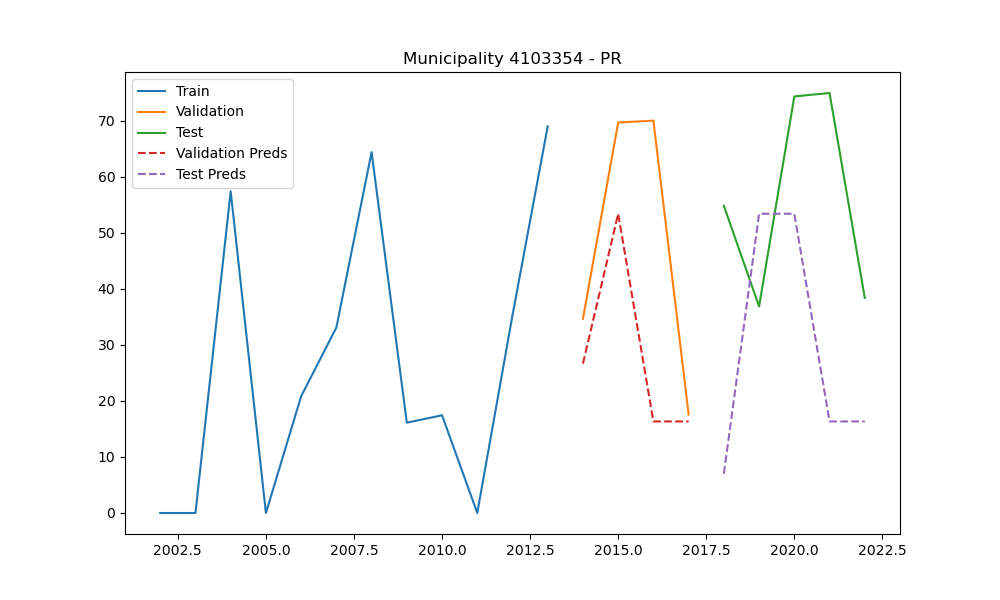 Municipality 4103354 - PR
Train
Validation
Test
Validation Preds
Test Preds
70
60
50
40
30
20
10
0
2002.5 2005.0 2007.5 2010.0 2012.5 2015.0 2017.5 2020.0 2022.5